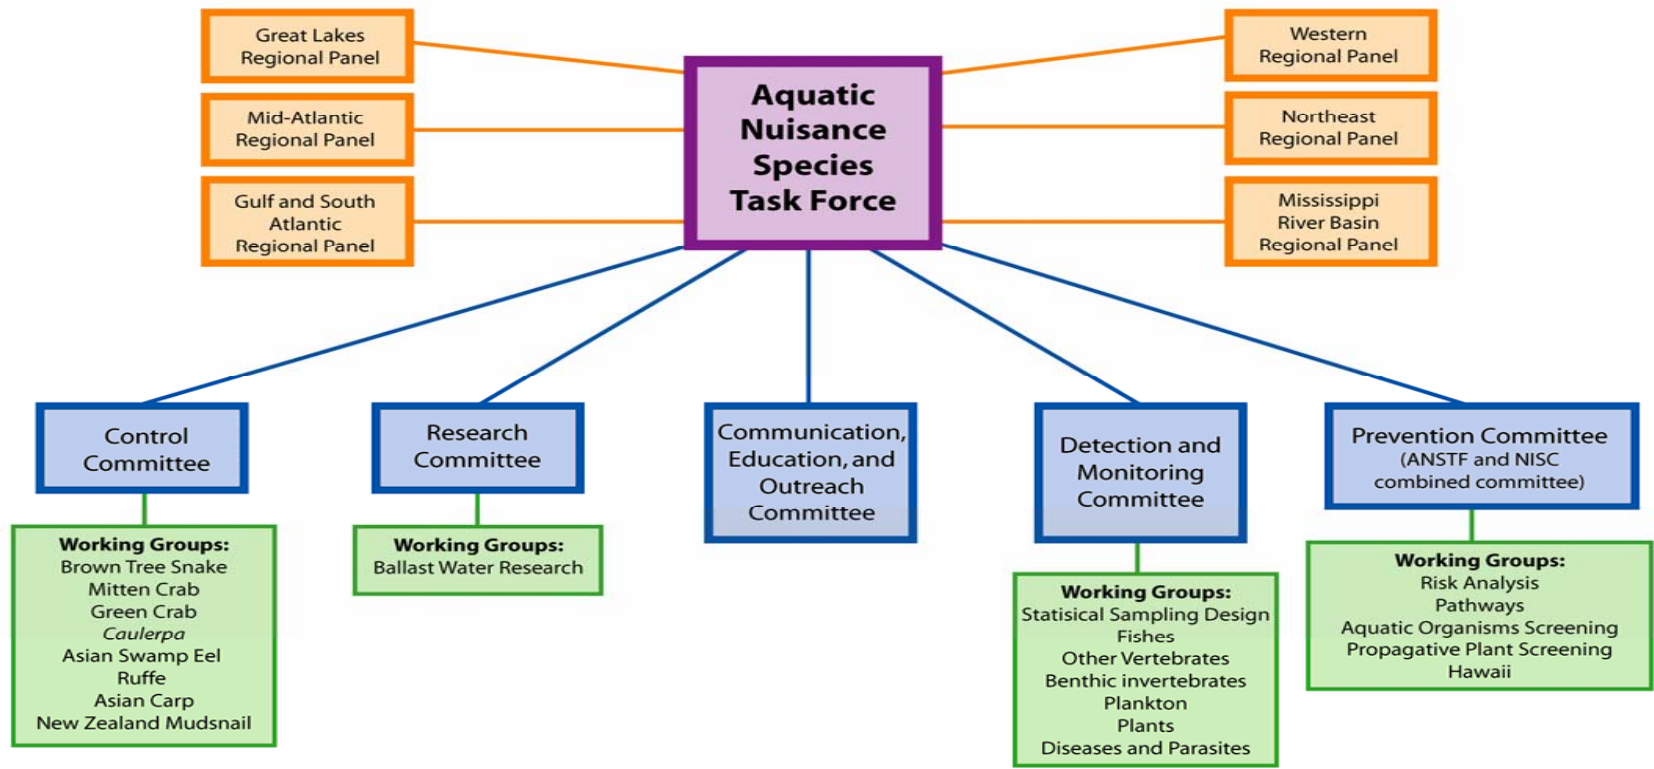 Great Lakes
Regional Panel
Mid-Atlantic
Regional Panel
Gulf and South
Atlantic
Regional Panel
Aquatic
Nuisance
Species
Task Force
Western
Regional Panel
Northeast
Regional Panel
Mississippi
River Basin
Regional Panel
Control
Committee
Working Groups:
Brown Tree Snake
Mitten Crab
Green Crab
Caulerpa
Asian Swamp Eel
Ruffe
Asian Carp
New Zealand Mudsnail
Research
Committee
Working Groups:
Ballast Water Research
Communication,
Education, and
Outreach
Committee
Detection and
Monitoring
Committee
Working Groups:
Statisical Sampling Design
Fishes
Other Vertebrates
Benthic invertebrates
Plankton
Plants
Diseases and Parasites
Prevention Committee
(ANSTF and NISC
combined committee)
Working Groups:
Risk Analysis
Pathways
Aquatic Organisms Screening
Propagative Plant Screening
Hawaii